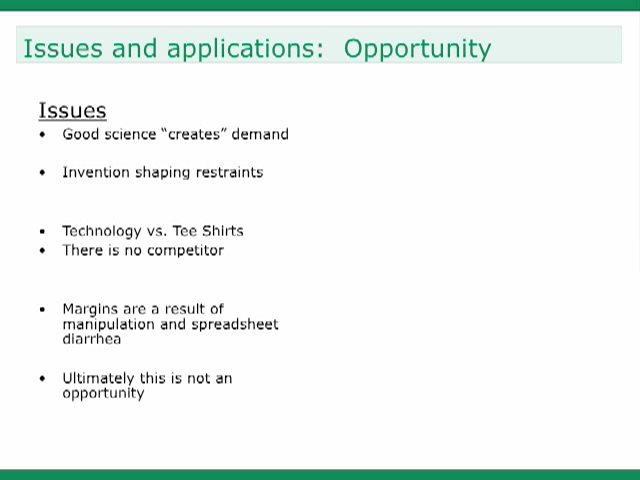 Issues and applications: Opportunity
Issues
• Good science “creates” demand
• Invention shaping restraints
• Technology vs. Tee Shirts
• There is no competitor
• Margins are a result of
manipulation and spreadsheet
diarrhea
• Ultimately this is not an
opportunity